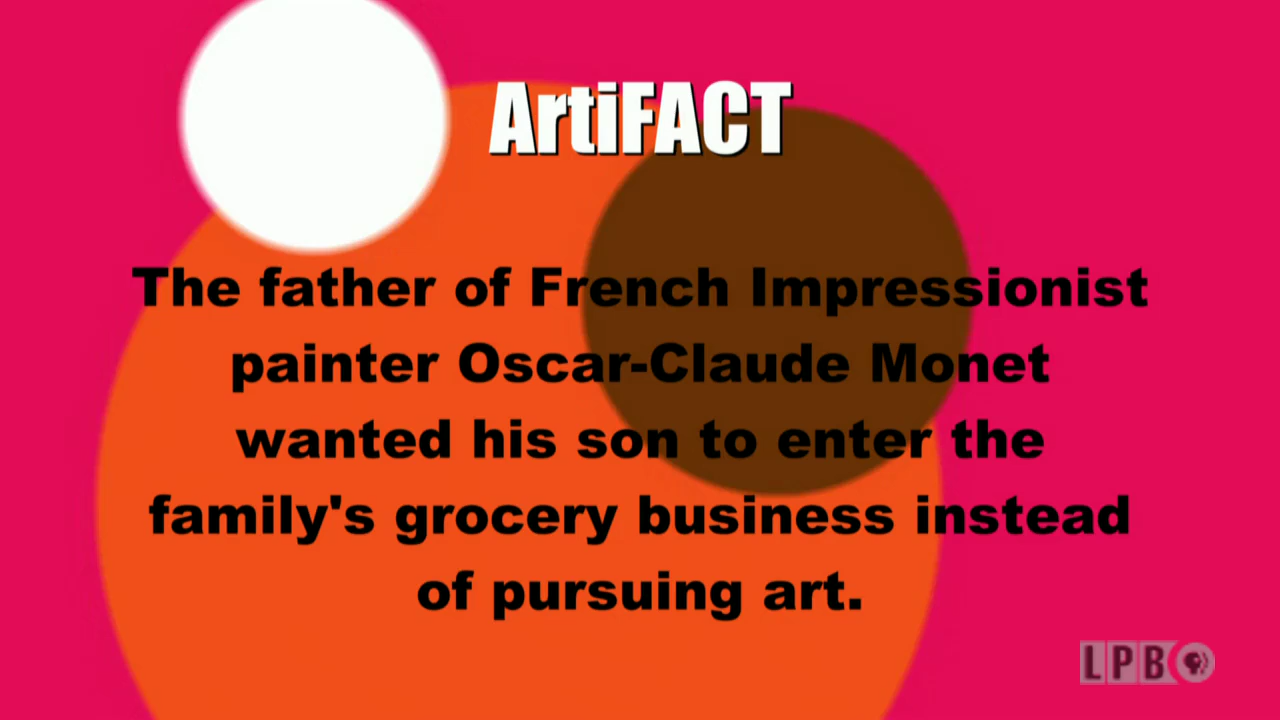 ArtiFACT
The father of French Impressionist
painter Oscar-Claude Monet
wanted his son to enter the
family's grocery business instead
of pursuing art.
LPB